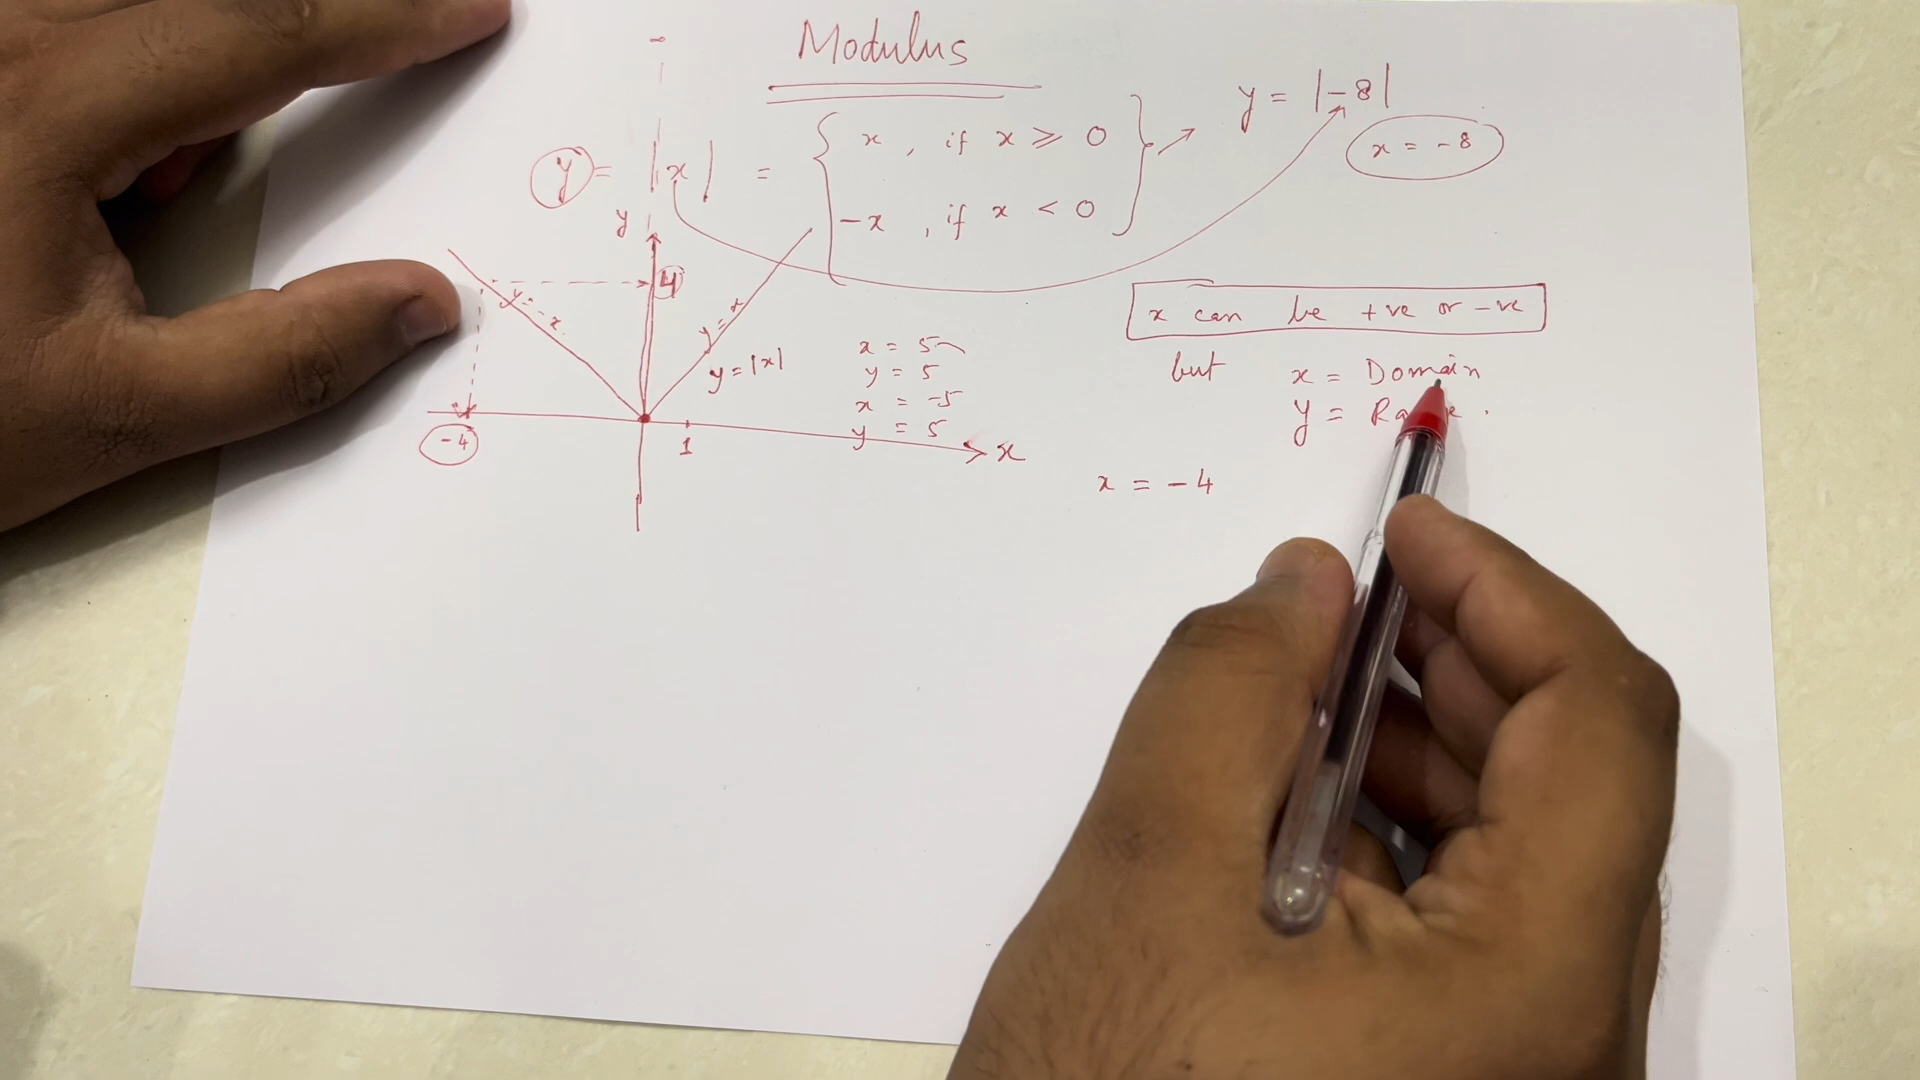 Modulus
y = |x| = { x , if x ⩾ 0
-x , if x < 0 }
y = |-8|
x = -8
y
4
y = -x
y = x
y = |x|
-4
1
x
x = 5
y = 5
x = -5
y = 5
x can be +ve or -ve
but x = Domain
y =
x = -4